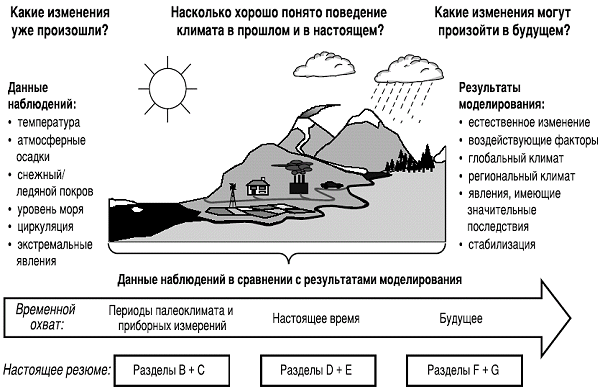 Какие изменения
уже произошли?
Насколько хорошо понято поведение
климата в прошлом и в настоящем?
Какие изменения могут
произойти в будущем?
Данные
наблюдений:
• температура
• атмосферные
осадки
• снежный/
ледяной покров
• уровень моря
• циркуляция
• экстремальные
явления
Результаты
моделирования:
• естественное изменение
• воздействующие факторы
• глобальный климат
• региональный климат
• явления, имеющие
значительные
последствия
• стабилизация
Данные наблюдений в сравнении с результатами моделирования
Временной
охват:
Периоды палеоклимата и
приборных измерений
Настоящее время
Будущее
Настоящее резюме:
Разделы B + C
Разделы D + E
Разделы F + G